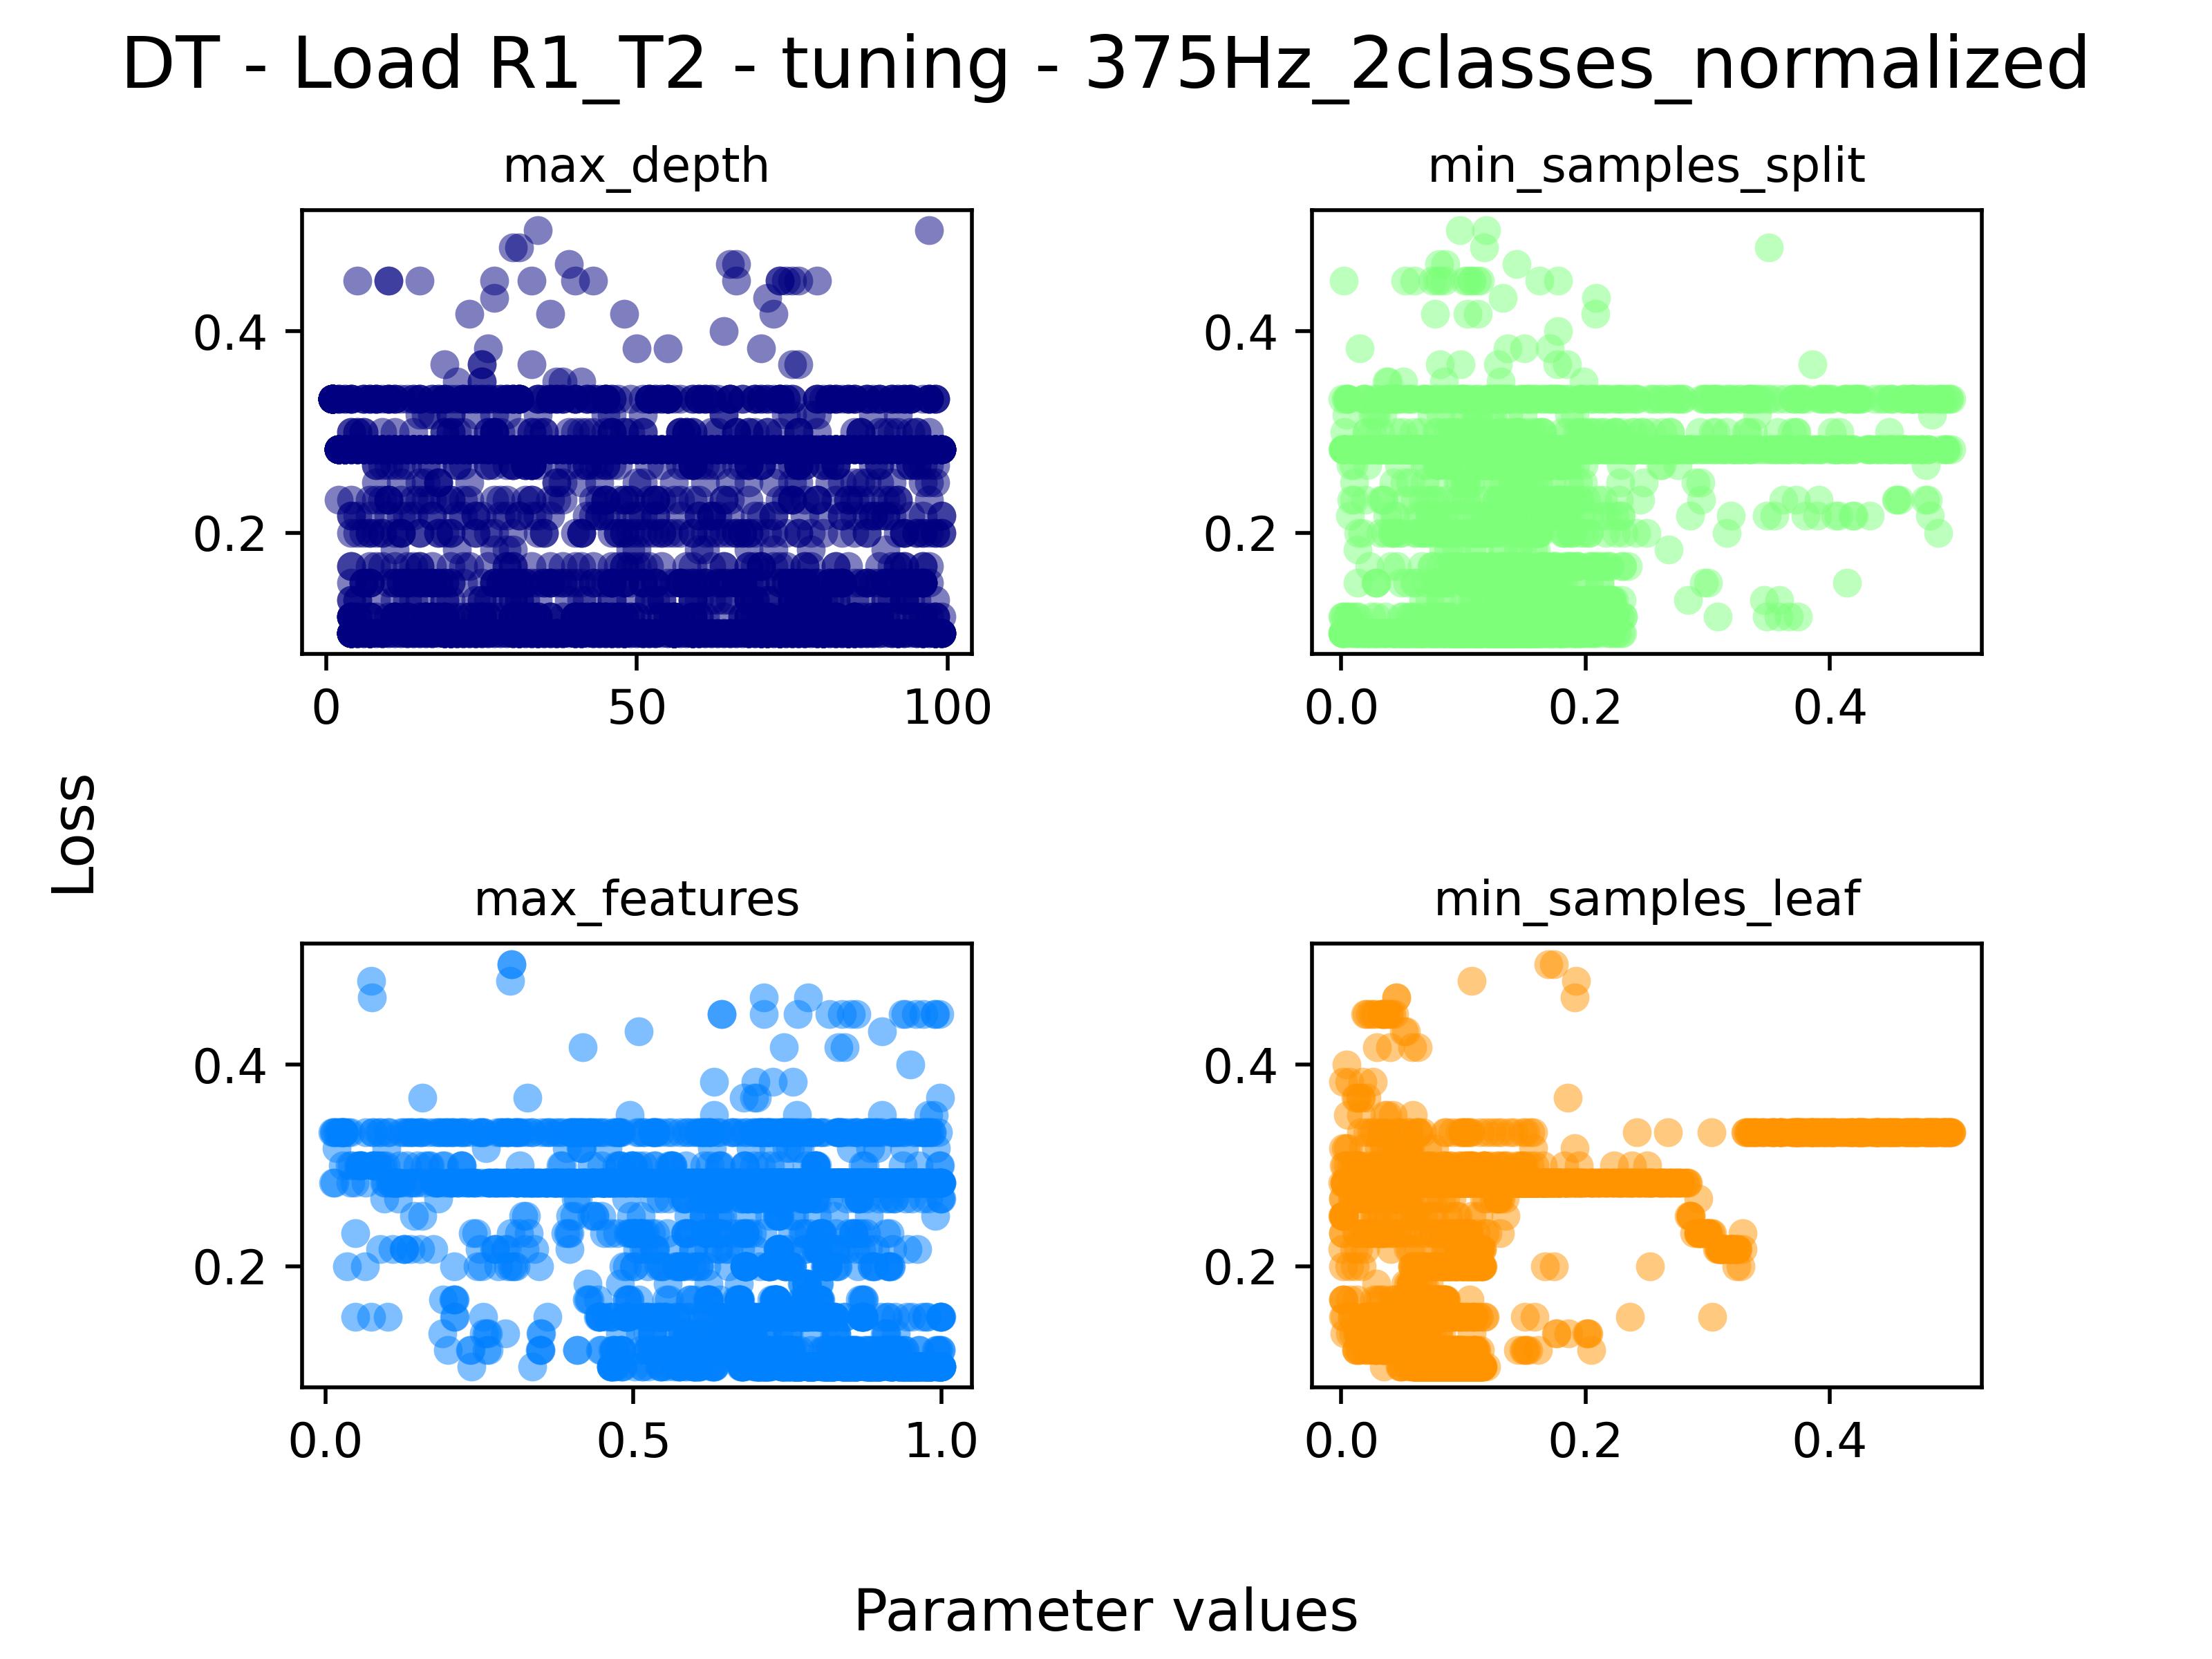 DT - Load R1_T2 - tuning - 375Hz_2classes_normalized
max_depth
min_samples_split
0.4
0.2
0
50
100
0.4
0.2
0.0
0.2
0.4
Loss
max_features
min_samples_leaf
0.4
0.2
0.0
0.5
1.0
0.4
0.2
0.0
0.2
0.4
Parameter values